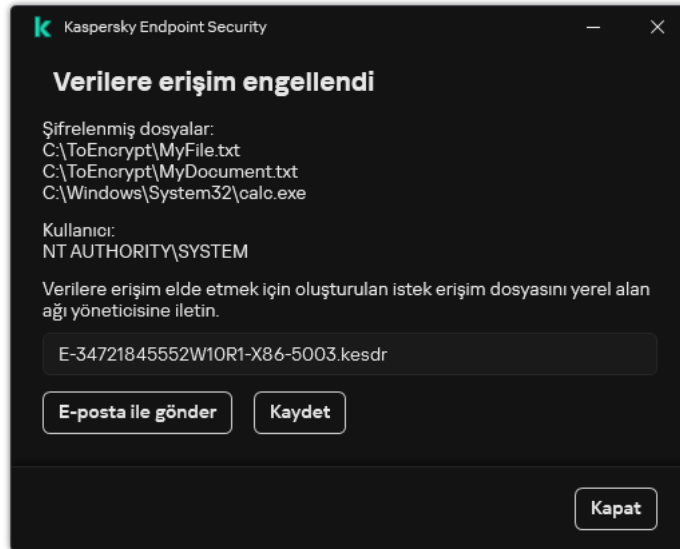 Kaspersky Endpoint Security
Verilere erişim engellendi
Şifrelenmiş dosyalar:
C:\ToEncrypt\MyFile.txt
C:\ToEncrypt\MyDocument.txt
C:\Windows\System32\calc.exe
Kullanıcı:
NT AUTHORITY\SYSTEM
Verilere erişim elde etmek için oluşturulan istek erişim dosyasını yerel alan
ağı yöneticisine iletin.
E-34721845552W10R1-X86-5003.kesdr
E-posta ile gönder
Kaydet
Kapat